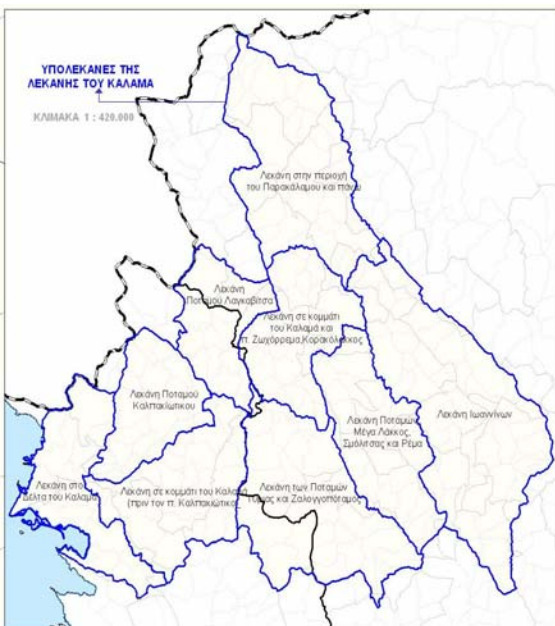 ΥΠΟΛΕΚΑΝΕΣ ΤΗΣ
ΛΕΚΑΝΗΣ ΤΟΥ ΚΑΛΑΜΑ
ΚΛΙΜΑΚΑ 1 : 420.000
Λεκάνη στην περιοχή
του Παρακάλαμου και πάνω
Λεκάνη
Ποταμού Λαγκαβίτσα
Λεκάνη σε κομμάτι
του Καλαμά και
π. Ζωχόρρεμα,Κορακόλακκος
Λεκάνη Ποταμού
Καλπακιώτικου
Λεκάνη Ποταμών
Μέγα Λάκκος,
Σμόλιτσας και Ρέμα
Λεκάνη Ιωαννίνων
Λεκάνη στο
Δέλτα του Καλαμά
Λεκάνη σε κομμάτι του Καλαμά
(πριν τον π. Καλπακιώτικο)
Λεκάνη των Ποταμών
και Ζαλογγοπόταμος